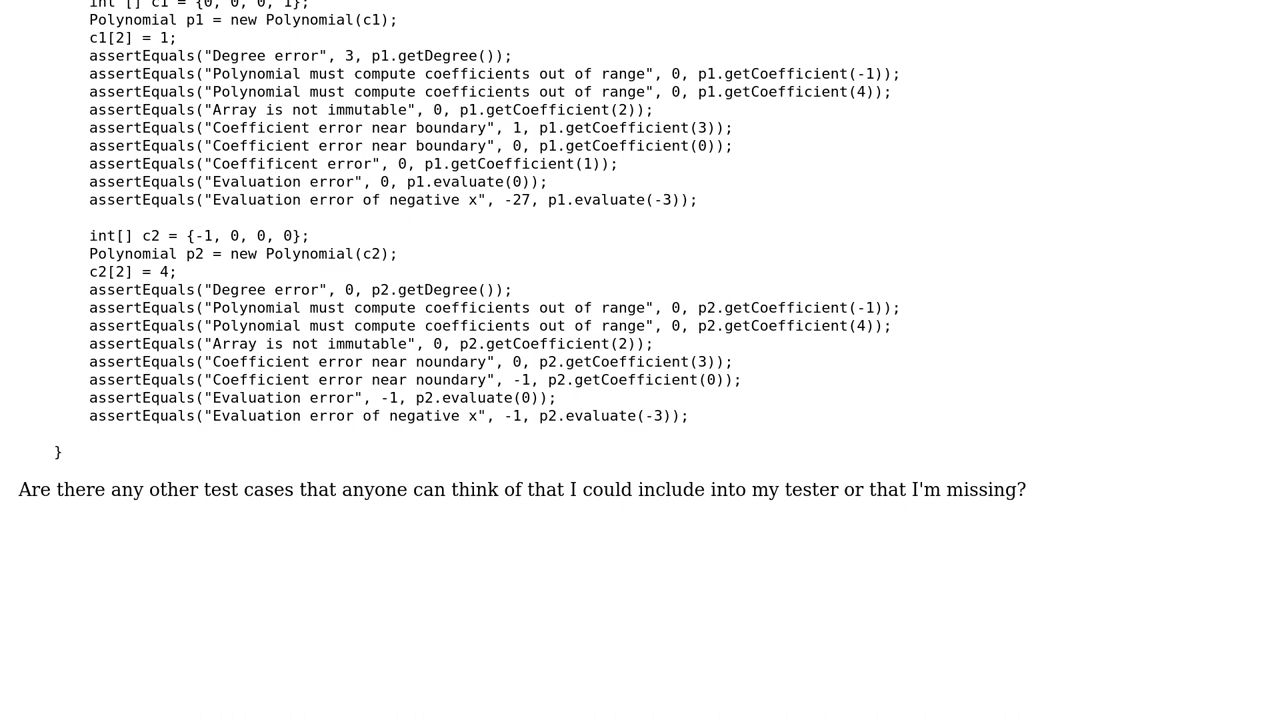 int [] c1 = {0, 0, 0, 1};
Polynomial p1 = new Polynomial(c1);
c1[2] = 1;
assertEquals("Degree error", 3, p1.getDegree());
assertEquals("Polynomial must compute coefficients out of range", 0, p1.getCoefficient(-1));
assertEquals("Polynomial must compute coefficients out of range", 0, p1.getCoefficient(4));
assertEquals("Array is not immutable", 0, p1.getCoefficient(2));
assertEquals("Coefficient error near boundary", 1, p1.getCoefficient(3));
assertEquals("Coefficient error near boundary", 0, p1.getCoefficient(0));
assertEquals("Coeffificent error", 0, p1.getCoefficient(1));
assertEquals("Evaluation error", 0, p1.evaluate(0));
assertEquals("Evaluation error of negative x", -27, p1.evaluate(-3));
int[] c2 = {-1, 0, 0, 0};
Polynomial p2 = new Polynomial(c2);
c2[2] = 4;
assertEquals("Degree error", 0, p2.getDegree());
assertEquals("Polynomial must compute coefficients out of range", 0, p2.getCoefficient(-1));
assertEquals("Polynomial must compute coefficients out of range", 0, p2.getCoefficient(4));
assertEquals("Array is not immutable", 0, p2.getCoefficient(2));
assertEquals("Coefficient error near noundary", 0, p2.getCoefficient(3));
assertEquals("Coefficient error near noundary", -1, p2.getCoefficient(0));
assertEquals("Evaluation error", -1, p2.evaluate(0));
assertEquals("Evaluation error of negative x", -1, p2.evaluate(-3));
}
Are there any other test cases that anyone can think of that I could include into my tester or that I'm missing?